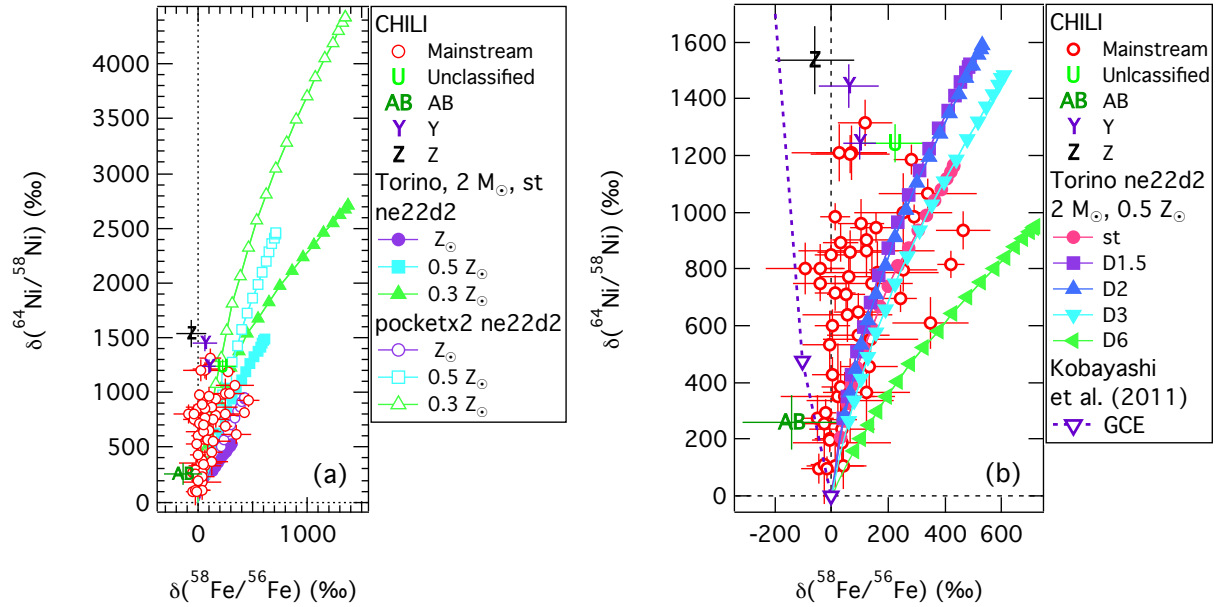 4000
3500
3000
2500
2000
1500
1000
500
0
δ(⁶⁴Ni/⁵⁸Ni) (‰)
0
1000
δ(⁵⁸Fe/⁵⁶Fe) (‰)
Z
Y
Y
U
AB
(a)
CHILI
Mainstream
U Unclassified
AB AB
Y Y
Z Z
Torino, 2 M☉, st
ne22d2
Z☉
0.5 Z☉
0.3 Z☉
pocketx2 ne22d2
Z☉
0.5 Z☉
0.3 Z☉
1600
1400
1200
1000
800
600
400
200
0
δ(⁶⁴Ni/⁵⁸Ni) (‰)
-200
0
200
400
600
δ(⁵⁸Fe/⁵⁶Fe) (‰)
Z
Y
Y
U
AB
(b)
CHILI
Mainstream
U Unlcassified
AB AB
Y Y
Z Z
Torino ne22d2
2 M☉, 0.5 Z☉
st
D1.5
D2
D3
D6
Kobayashi
et al. (2011)
GCE